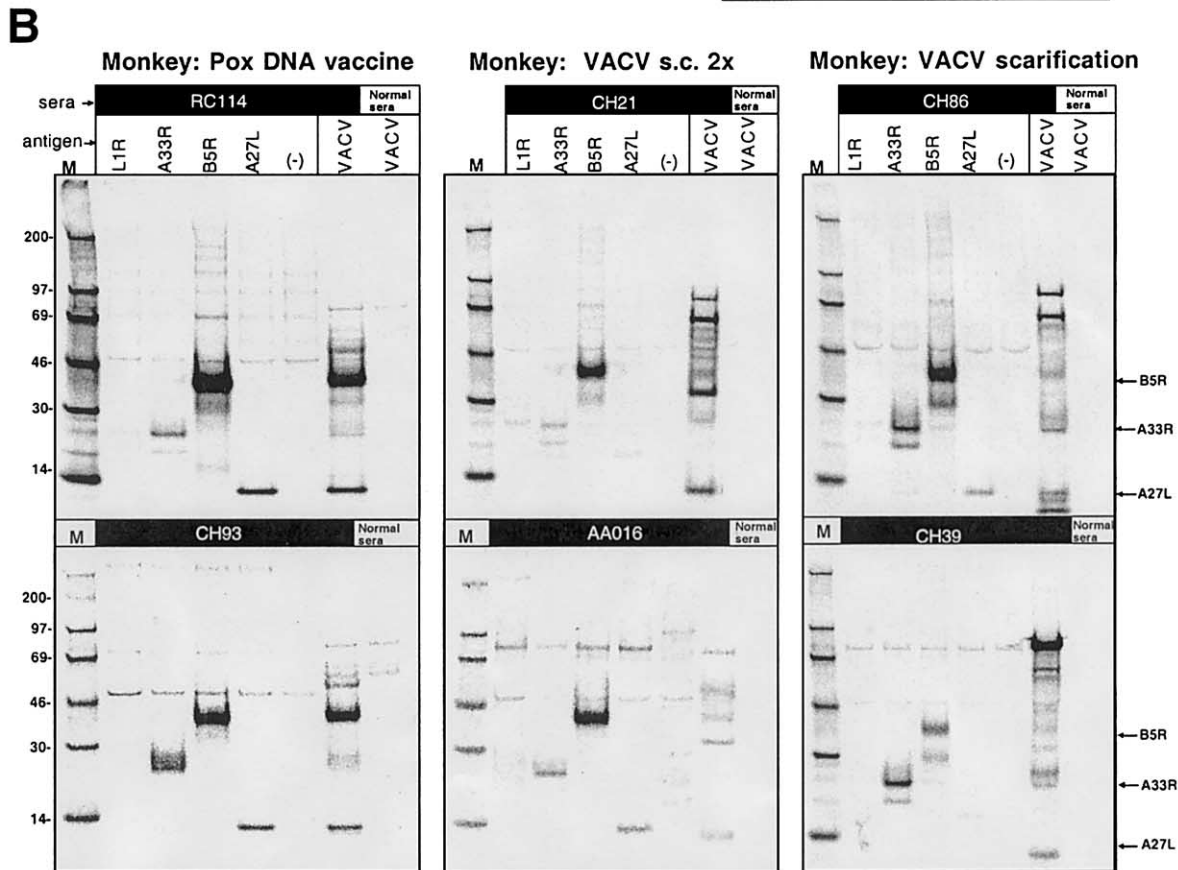 B
Monkey: Pox DNA vaccine
Monkey: VACV s.c. 2x
Monkey: VACV scarification
sera
RC114
Normal sera
CH21
Normal sera
CH86
Normal sera
antigen
M
L1R
A33R
B5R
A27L
(-)
VACV
VACV
M
L1R
A33R
B5R
A27L
(-)
VACV
VACV
M
L1R
A33R
B5R
A27L
(-)
VACV
VACV
200-
97-
69-
46-
30-
14-
B5R
A33R
A27L
M
CH93
Normal sera
M
AA016
Normal sera
M
CH39
Normal sera
200-
97-
69-
46-
30-
14-
B5R
A33R
A27L